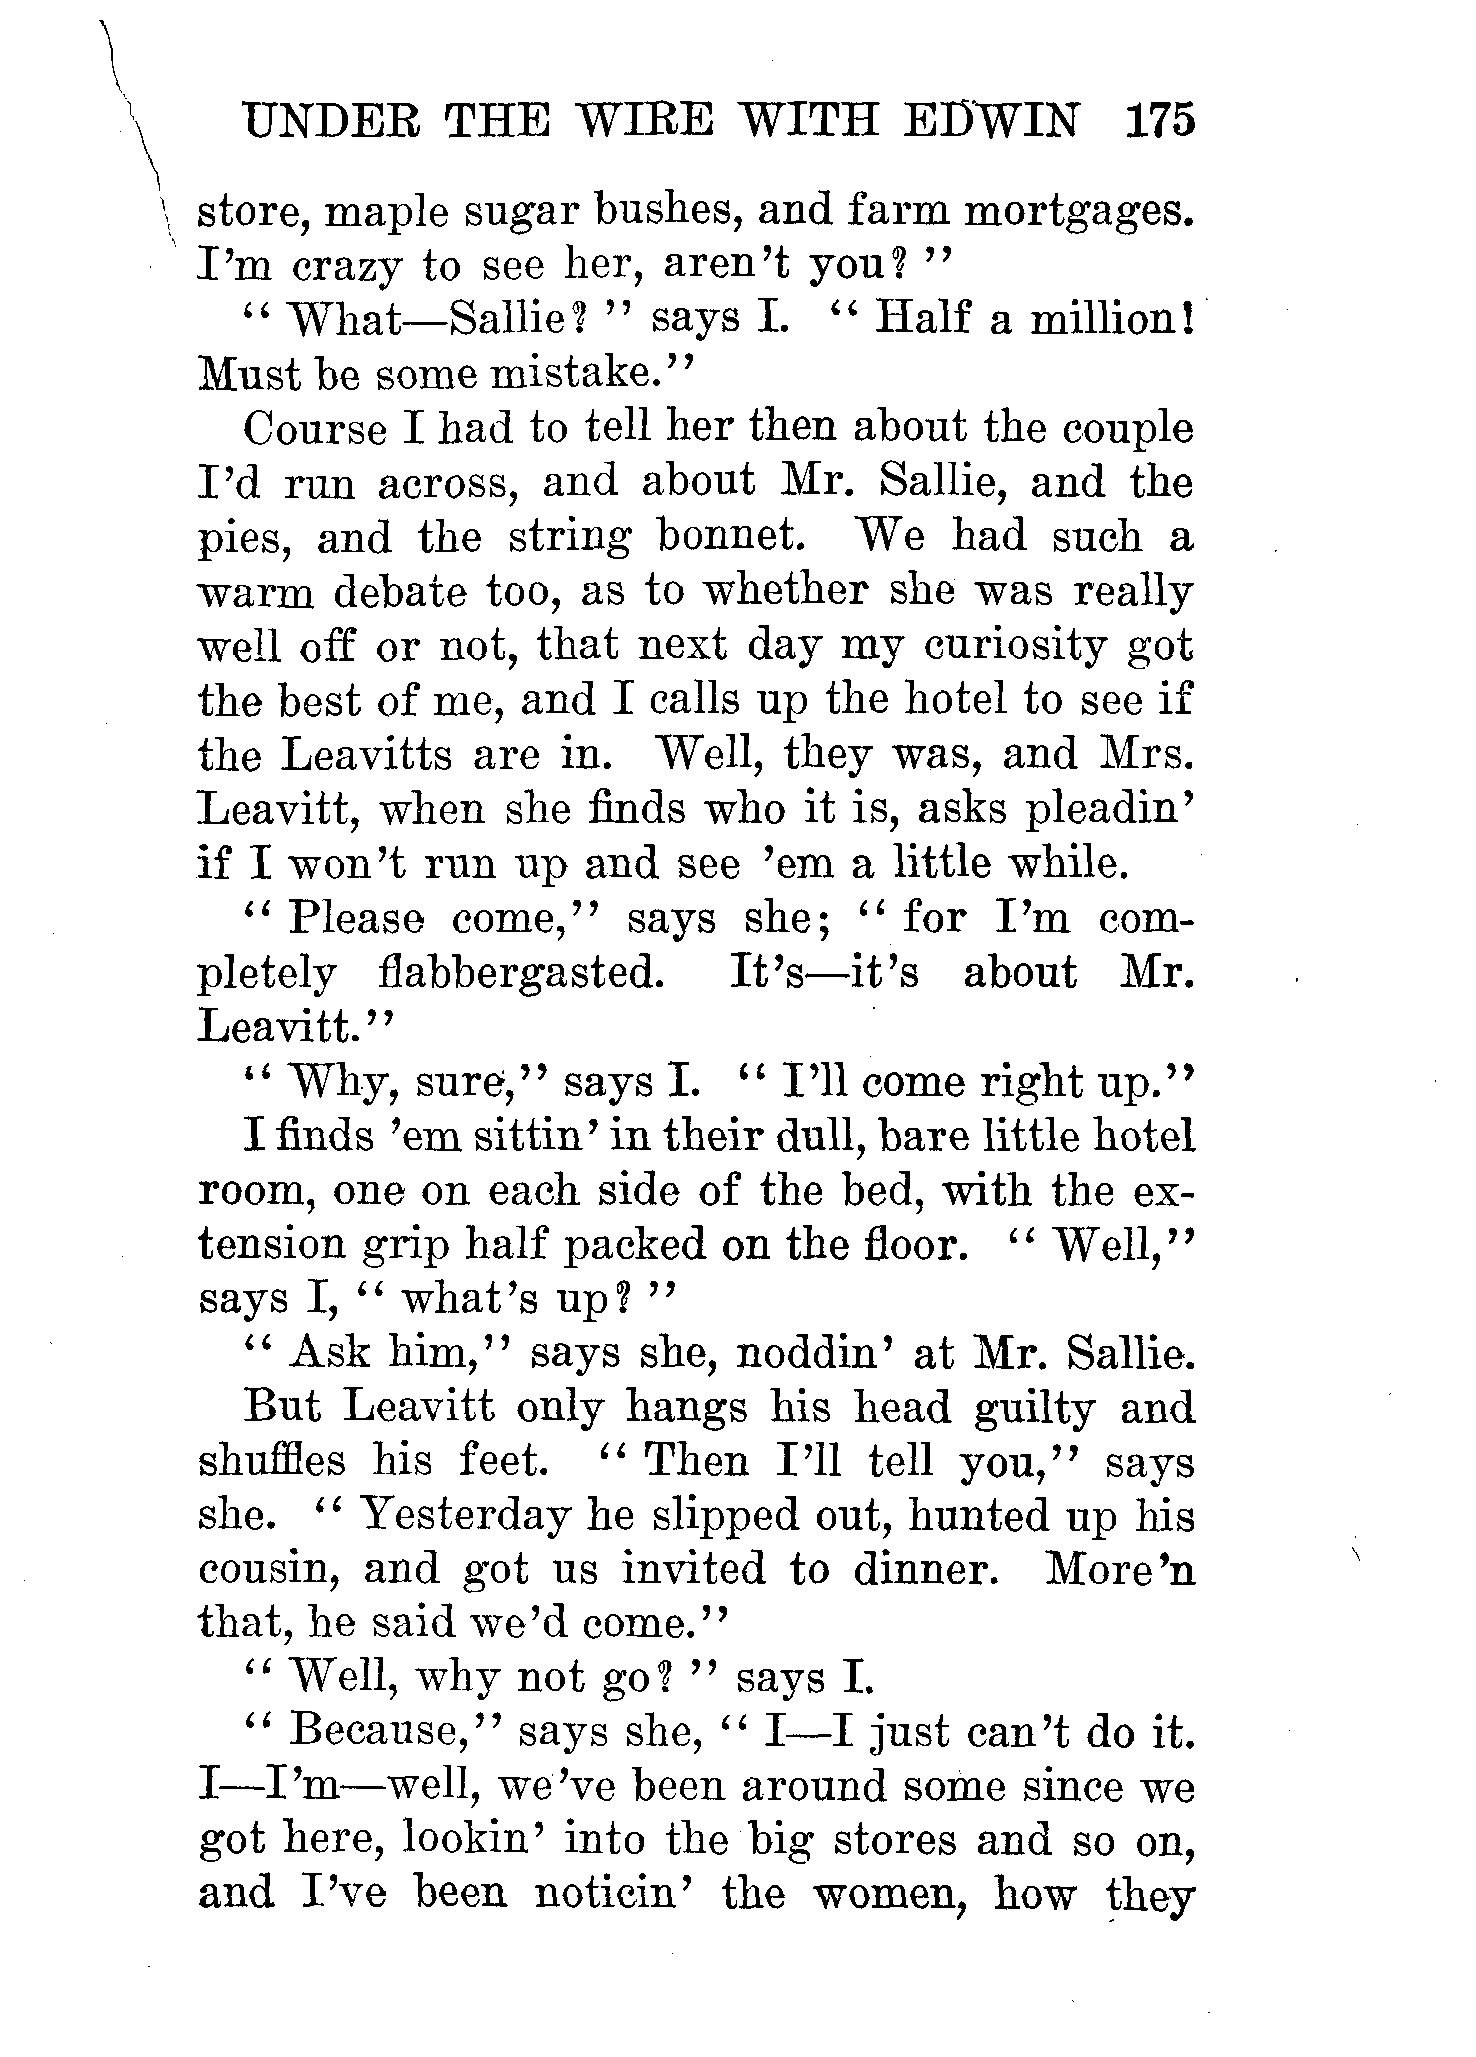 UNDER THE WIRE WITH EDWIN 175
store, maple sugar bushes, and farm mortgages.
I'm crazy to see her, aren't you? "
" What—Sallie? " says I. " Half a million!
Must be some mistake."
Course I had to tell her then about the couple
I'd run across, and about Mr. Sallie, and the
pies, and the string bonnet. We had such a
warm debate too, as to whether she was really
well off or not, that next day my curiosity got
the best of me, and I calls up the hotel to see if
the Leavitts are in. Well, they was, and Mrs.
Leavitt, when she finds who it is, asks pleadin'
if I won't run up and see 'em a little while.
" Please come," says she; " for I'm com-
pletely flabbergasted. It's—it's about Mr.
Leavitt."
" Why, sure," says I. " I'll come right up."
I finds 'em sittin' in their dull, bare little hotel
room, one on each side of the bed, with the ex-
tension grip half packed on the floor. " Well,"
says I, " what's up? "
" Ask him," says she, noddin' at Mr. Sallie.
But Leavitt only hangs his head guilty and
shuffles his feet. " Then I'll tell you," says
she. " Yesterday he slipped out, hunted up his
cousin, and got us invited to dinner. More'n
that, he said we'd come."
" Well, why not go? " says I.
" Because," says she, " I—I just can't do it.
I—I'm—well, we've been around some since we
got here, lookin' into the big stores and so on,
and I've been noticin' the women, how they